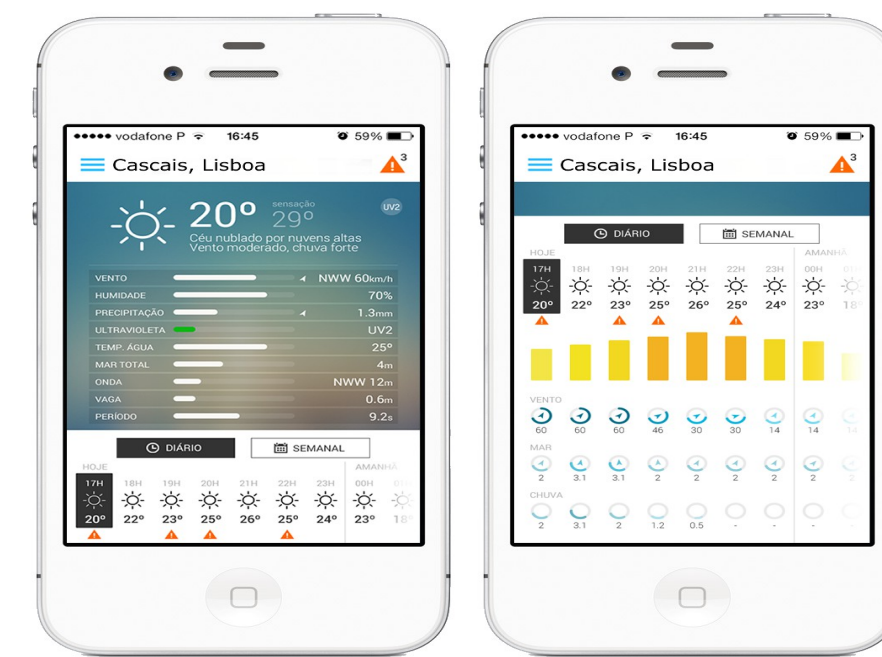 vodafone P 16:45 59%
Cascais, Lisboa 3
20º sensação 29º UV2
Céu nublado por nuvens altas
Vento moderado, chuva forte
VENTO NWW 60km/h
HUMIDADE 70%
PRECIPITAÇÃO 1.3mm
ULTRAVIOLETA UV2
TEMP. ÁGUA 25º
MAR TOTAL 4m
ONDA NWW 12m
VAGA 0.6m
PERÍODO 9.2s
DIÁRIO SEMANAL
HOJE AMANHÃ
17H 18H 19H 20H 21H 22H 23H 00H
20º 22º 23º 25º 26º 25º 24º 23º 18º
vodafone P 16:45 59%
Cascais, Lisboa 3
DIÁRIO SEMANAL
HOJE AMANHÃ
17H 18H 19H 20H 21H 22H 23H 00H
20º 22º 23º 25º 26º 25º 24º 23º 18º
VENTO
60 60 60 46 30 30 14 14 14
MAR
2 3.1 3.1 2 2 2 2 2 2
CHUVA
2 3.1 2 1.2 0.5 - - - -